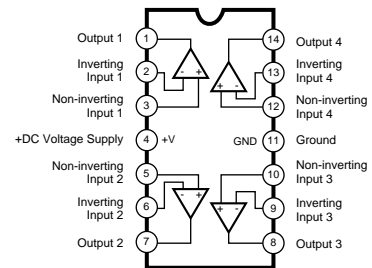 1
Output 1
2
Inverting
Input 1
3
Non-inverting
Input 1
- +
4
+DC Voltage Supply
+V
5
Non-inverting
Input 2
6
Inverting
Input 2
7
Output 2
- +
14
Output 4
13
Inverting
Input 4
12
Non-inverting
Input 4
+ -
11
GND
Ground
10
Non-inverting
Input 3
9
Inverting
Input 3
8
Output 3
+ -